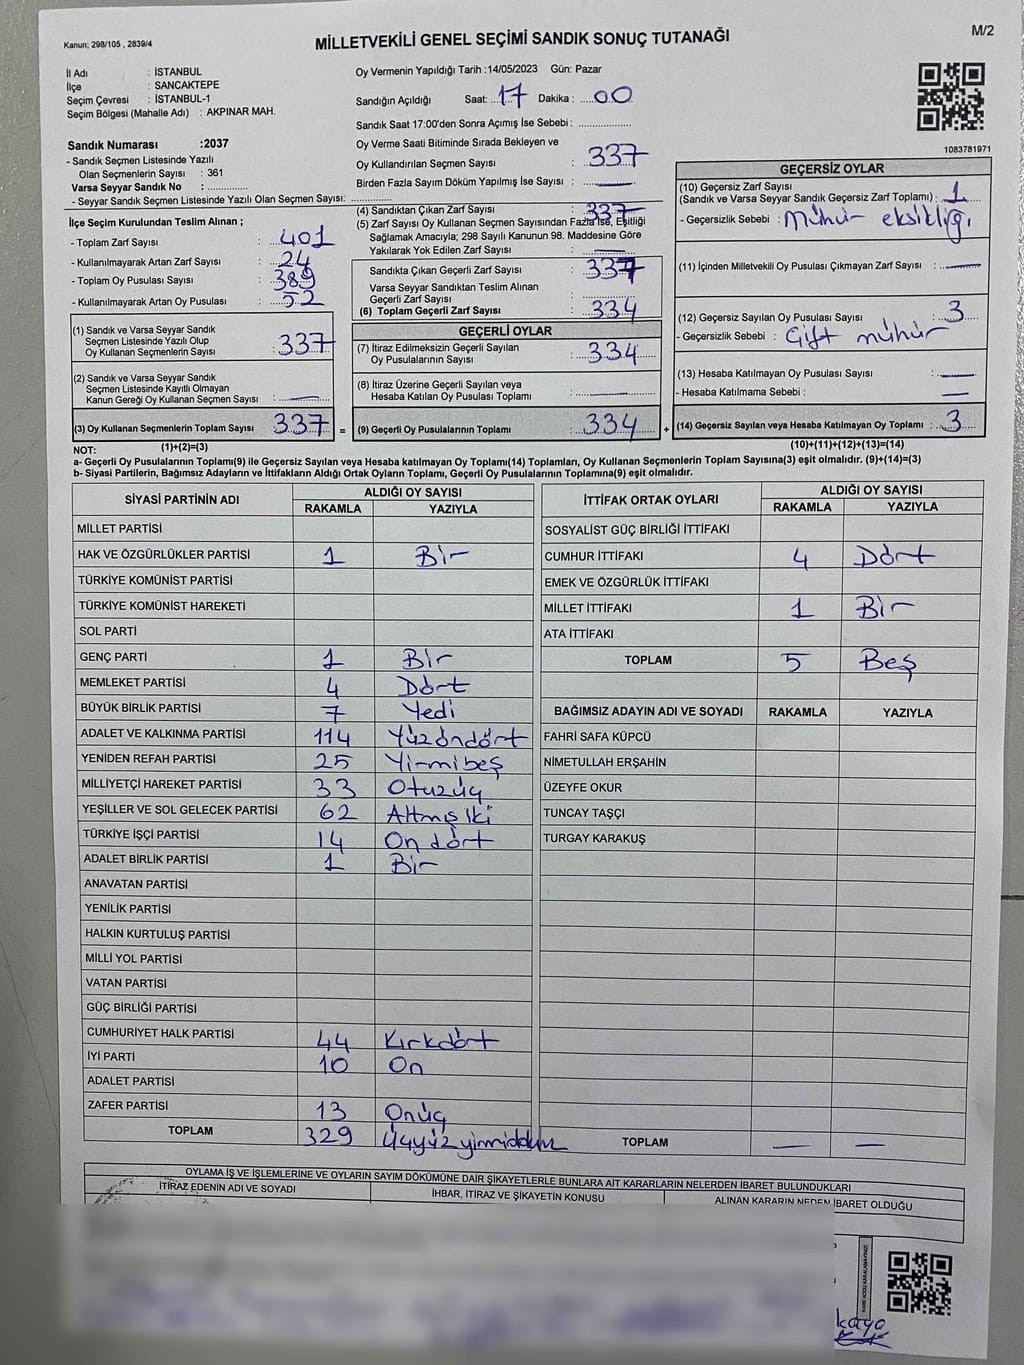 Kanun; 298/105 , 2839/4
MİLLETVEKİLİ GENEL SEÇİMİ SANDIK SONUÇ TUTANAĞI
M/2
İl Adı : İSTANBUL
İlçe : SANCAKTEPE
Seçim Çevresi : İSTANBUL-1
Seçim Bölgesi (Mahalle Adı) : AKPINAR MAH.
Sandık Numarası :2037
- Sandık Seçmen Listesinde Yazılı
Olan Seçmenlerin Sayısı : 361
Varsa Seyyar Sandık No : ..............
- Seyyar Sandık Seçmen Listesinde Yazılı Olan Seçmen Sayısı: ..............
Oy Vermenin Yapıldığı Tarih :14/05/2023 Gün: Pazar
Sandığın Açıldığı Saat: 17 Dakika : 00
Sandık Saat 17:00'den Sonra Açımış İse Sebebi : ..............
Oy Verme Saati Bitiminde Sırada Bekleyen ve
Oy Kullandırılan Seçmen Sayısı : 337
Birden Fazla Sayım Döküm Yapılmış İse Sayısı : —
1083781971
İlçe Seçim Kurulundan Teslim Alınan ;
- Toplam Zarf Sayısı : 401
- Kullanılmayarak Artan Zarf Sayısı : 24
- Toplam Oy Pusulası Sayısı : 389
- Kullanılmayarak Artan Oy Pusulası : 52
(1) Sandık ve Varsa Seyyar Sandık
Seçmen Listesinde Yazılı Olup
Oy Kullanan Seçmenlerin Sayısı : 337
(2) Sandık ve Varsa Seyyar Sandık
Seçmen Listesinde Kayıtlı Olmayan
Kanun Gereği Oy Kullanan Seçmen Sayısı : —
(3) Oy Kullanan Seçmenlerin Toplam Sayısı : 337 =
(1)+(2)=(3)
(4) Sandıktan Çıkan Zarf Sayısı : 337
(5) Zarf Sayısı Oy Kullanan Seçmen Sayısından Fazla İse, Eşitliği
Sağlamak Amacıyla; 298 Sayılı Kanunun 98. Maddesine Göre
Yakılarak Yok Edilen Zarf Sayısı : —
Sandıkta Çıkan Geçerli Zarf Sayısı : 337
Varsa Seyyar Sandıktan Teslim Alınan
Geçerli Zarf Sayısı : ..............
(6) Toplam Geçerli Zarf Sayısı : 334
GEÇERLİ OYLAR
(7) İtiraz Edilmeksizin Geçerli Sayılan
Oy Pusulalarının Sayısı : 334
(8) İtiraz Üzerine Geçerli Sayılan veya
Hesaba Katılan Oy Pusulası Toplamı : —
(9) Geçerli Oy Pusulalarının Toplamı : 334 +
GEÇERSİZ OYLAR
(10) Geçersiz Zarf Sayısı
(Sandık ve Varsa Seyyar Sandık Geçersiz Zarf Toplamı) : 1
- Geçersizlik Sebebi : Mühür eksikliği
(11) İçinden Milletvekili Oy Pusulası Çıkmayan Zarf Sayısı : —
(12) Geçersiz Sayılan Oy Pusulası Sayısı : 3
- Geçersizlik Sebebi : Çift mühür
(13) Hesaba Katılmayan Oy Pusulası Sayısı : —
- Hesaba Katılmama Sebebi : —
(14) Geçersiz Sayılan veya Hesaba Katılmayan Oy Toplamı : 3
(10)+(11)+(12)+(13)=(14)
NOT:
a- Geçerli Oy Pusulalarının Toplamı(9) ile Geçersiz Sayılan veya Hesaba katılmayan Oy Toplamı(14) Toplamları, Oy Kullanan Seçmenlerin Toplam Sayısına(3) eşit olmalıdır. (9)+(14)=(3)
b- Siyasi Partilerin, Bağımsız Adayların ve İttifakların Aldığı Ortak Oyların Toplamı, Geçerli Oy Pusulalarının Toplamına(9) eşit olmalıdır.
SİYASİ PARTİNİN ADI ALDIĞI OY SAYISI
RAKAMLA YAZIYLA
MİLLET PARTİSİ
HAK VE ÖZGÜRLÜKLER PARTİSİ 1 Bir
TÜRKİYE KOMÜNİST PARTİSİ
TÜRKİYE KOMÜNİST HAREKETİ
SOL PARTİ
GENÇ PARTİ 1 Bir
MEMLEKET PARTİSİ 4 Dört
BÜYÜK BİRLİK PARTİSİ 7 Yedi
ADALET VE KALKINMA PARTİSİ 114 Yüzöndört
YENİDEN REFAH PARTİSİ 25 Yirmibeş
MİLLİYETÇİ HAREKET PARTİSİ 33 Otuzüç
YEŞİLLER VE SOL GELECEK PARTİSİ 62 Altmış iki
TÜRKİYE İŞÇİ PARTİSİ 14 On dört
ADALET BİRLİK PARTİSİ 1 Bir
ANAVATAN PARTİSİ
YENİLİK PARTİSİ
HALKIN KURTULUŞ PARTİSİ
MİLLİ YOL PARTİSİ
VATAN PARTİSİ
GÜÇ BİRLİĞİ PARTİSİ
CUMHURİYET HALK PARTİSİ 44 Kırkdört
İYİ PARTİ 10 On
ADALET PARTİSİ
ZAFER PARTİSİ 13 Onüç
TOPLAM 329 Üçyüzyirmidokuz
İTTİFAK ORTAK OYLARI ALDIĞI OY SAYISI
RAKAMLA YAZIYLA
SOSYALİST GÜÇ BİRLİĞİ İTTİFAKI
CUMHUR İTTİFAKI 4 Dört
EMEK VE ÖZGÜRLÜK İTTİFAKI
MİLLET İTTİFAKI 1 Bir
ATA İTTİFAKI
TOPLAM 5 Beş
BAĞIMSIZ ADAYIN ADI VE SOYADI RAKAMLA YAZIYLA
FAHRİ SAFA KÜPCÜ
NİMETULLAH ERŞAHİN
ÜZEYFE OKUR
TUNCAY TAŞÇI
TURGAY KARAKUŞ
TOPLAM — —
OYLAMA İŞ VE İŞLEMLERİNE VE OYLARIN SAYIM DÖKÜMÜNE DAİR ŞİKAYETLERLE BUNLARA AİT KARARLARIN NELERDEN İBARET BULUNDUKLARI
İTİRAZ EDENİN ADI VE SOYADI İHBAR, İTİRAZ VE ŞİKAYETİN KONUSU ALINAN KARARIN NEDEN İBARET OLDUĞU
kaya